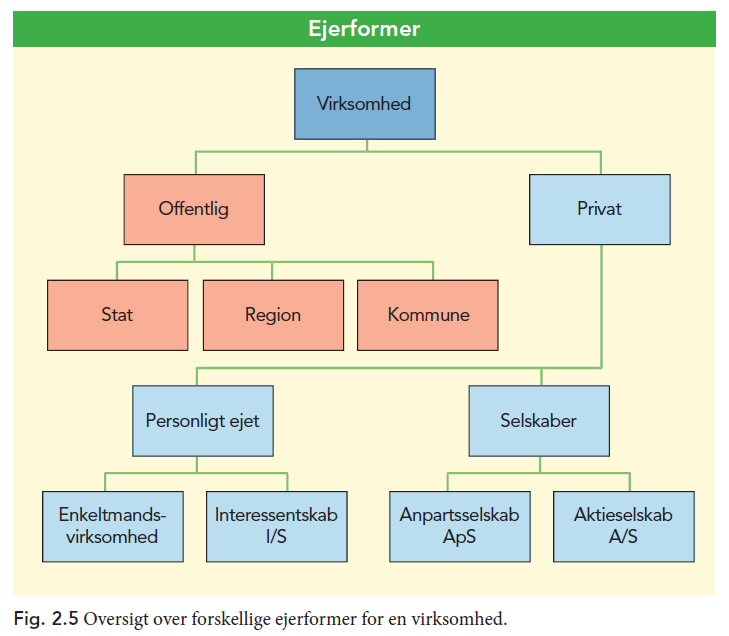 Ejerformer
Virksomhed
Offentlig
Privat
Stat
Region
Kommune
Personligt ejet
Selskaber
Enkeltmands-
virksomhed
Interessentskab
I/S
Anpartsselskab
ApS
Aktieselskab
A/S
Fig. 2.5 Oversigt over forskellige ejerformer for en virksomhed.